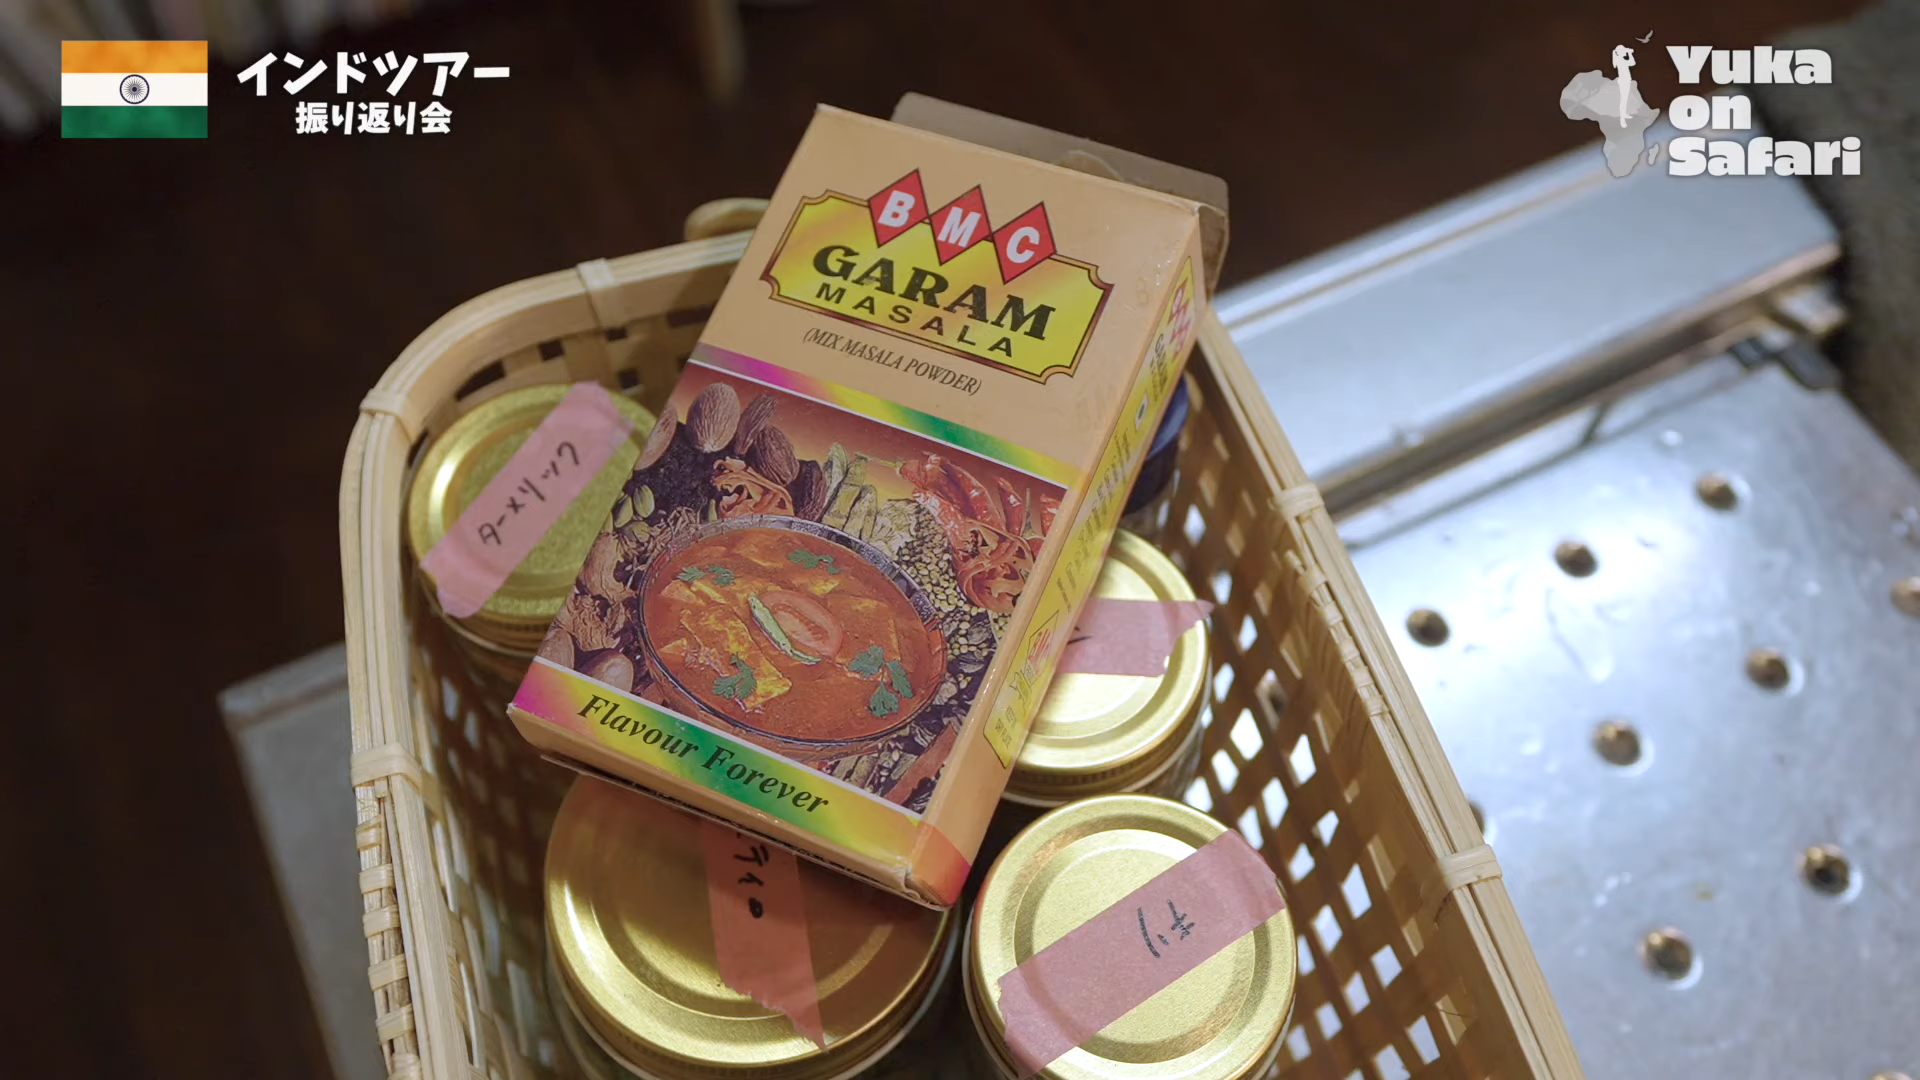 インドツアー
振り返り会
Yuka
on
Safari
BMC
GARAM
MASALA
(MIX MASALA POWDER)
Flavour Forever
ターメリック